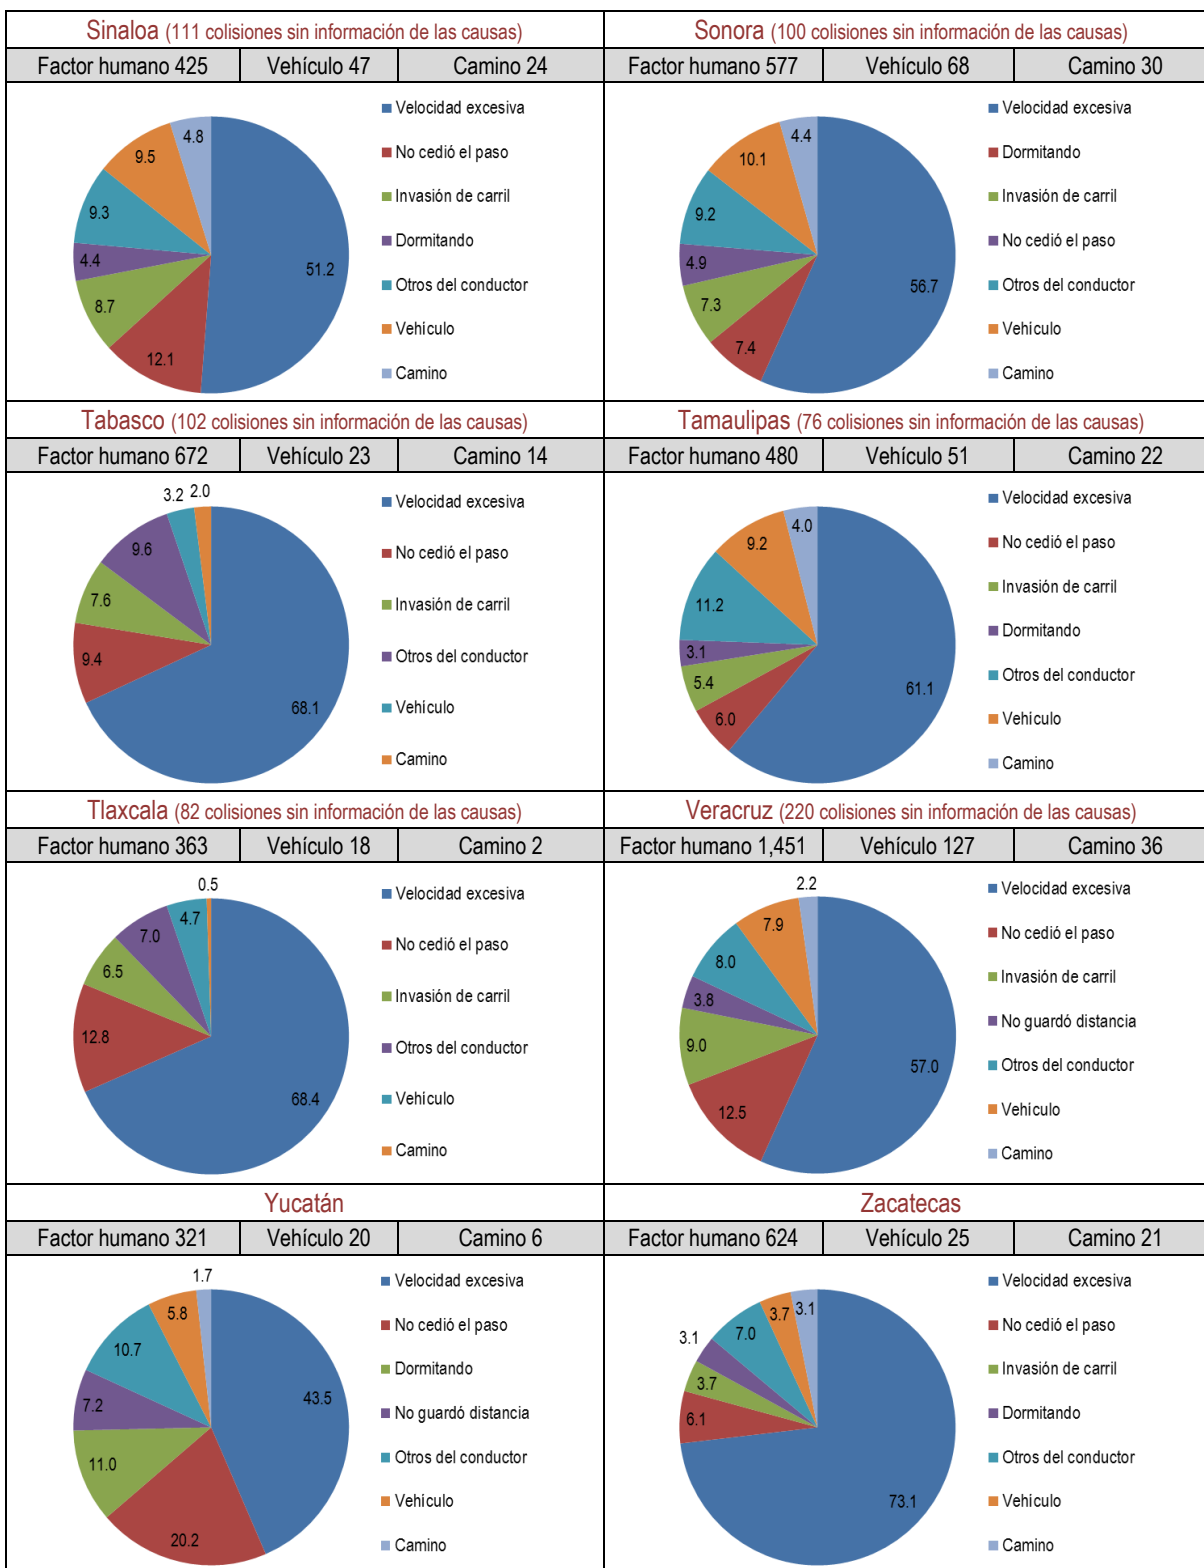 Sinaloa (111 colisiones sin información de las causas)
Factor humano 425 Vehículo 47 Camino 24
Velocidad excesiva
No cedió el paso
Invasión de carril
Dormitando
Otros del conductor
Vehículo
Camino
4.8
9.5
9.3
4.4
8.7
12.1
51.2
Sonora (100 colisiones sin información de las causas)
Factor humano 577 Vehículo 68 Camino 30
Velocidad excesiva
Dormitando
Invasión de carril
No cedió el paso
Otros del conductor
Vehículo
Camino
4.4
10.1
9.2
4.9
7.3
7.4
56.7
Tabasco (102 colisiones sin información de las causas)
Factor humano 672 Vehículo 23 Camino 14
Velocidad excesiva
No cedió el paso
Invasión de carril
Otros del conductor
Vehículo
Camino
3.2 2.0
9.6
7.6
9.4
68.1
Tamaulipas (76 colisiones sin información de las causas)
Factor humano 480 Vehículo 51 Camino 22
Velocidad excesiva
No cedió el paso
Invasión de carril
Dormitando
Otros del conductor
Vehículo
Camino
4.0
9.2
11.2
3.1
5.4
6.0
61.1
Tlaxcala (82 colisiones sin información de las causas)
Factor humano 363 Vehículo 18 Camino 2
Velocidad excesiva
No cedió el paso
Invasión de carril
Otros del conductor
Vehículo
Camino
0.5
4.7
7.0
6.5
12.8
68.4
Veracruz (220 colisiones sin información de las causas)
Factor humano 1,451 Vehículo 127 Camino 36
Velocidad excesiva
No cedió el paso
Invasión de carril
No guardó distancia
Otros del conductor
Vehículo
Camino
2.2
7.9
8.0
3.8
9.0
12.5
57.0
Yucatán
Factor humano 321 Vehículo 20 Camino 6
Velocidad excesiva
No cedió el paso
Dormitando
No guardó distancia
Otros del conductor
Vehículo
Camino
1.7
5.8
10.7
7.2
11.0
20.2
43.5
Zacatecas
Factor humano 624 Vehículo 25 Camino 21
Velocidad excesiva
No cedió el paso
Invasión de carril
Dormitando
Otros del conductor
Vehículo
Camino
3.7 3.1
7.0
3.1
3.7
6.1
73.1